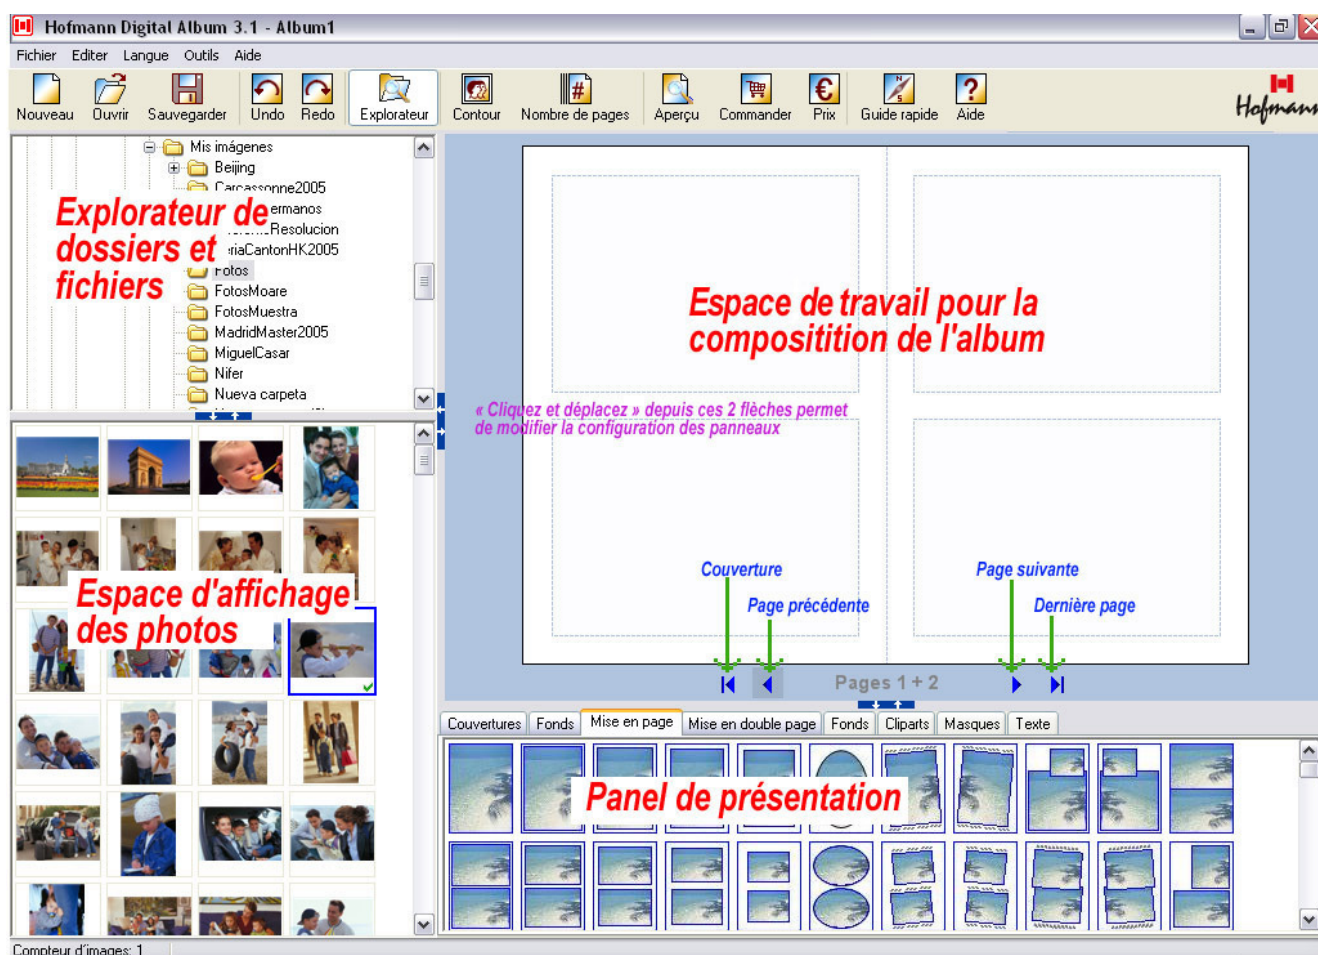 Hofmann Digital Album 3.1 - Album1
Fichier Editer Langue Outils Aide
Nouveau Ouvrir Sauvegarder Undo Redo Explorateur Contour Nombre de pages Aperçu Commander Prix Guide rapide Aide
Hofmann
Mis imágenes
Beijing
Carcassonne2005
Explorateur de
dossiers et
fichiers
ermanos
Resolucion
eriaCantonHK2005
Fotos
FotosMoare
FotosMuestra
MadridMaster2005
MiguelCasar
Nifer
Nueva carpeta
Espace de travail pour la
compositition de l'album
« Cliquez et déplacez » depuis ces 2 flèches permet
de modifier la configuration des panneaux
Espace d'affichage
des photos
Couverture
Page suivante
Page précédente
Dernière page
Pages 1 + 2
Couvertures Fonds Mise en page Mise en double page Fonds Cliparts Masques Texte
Panel de présentation
Compteur d'images: 1